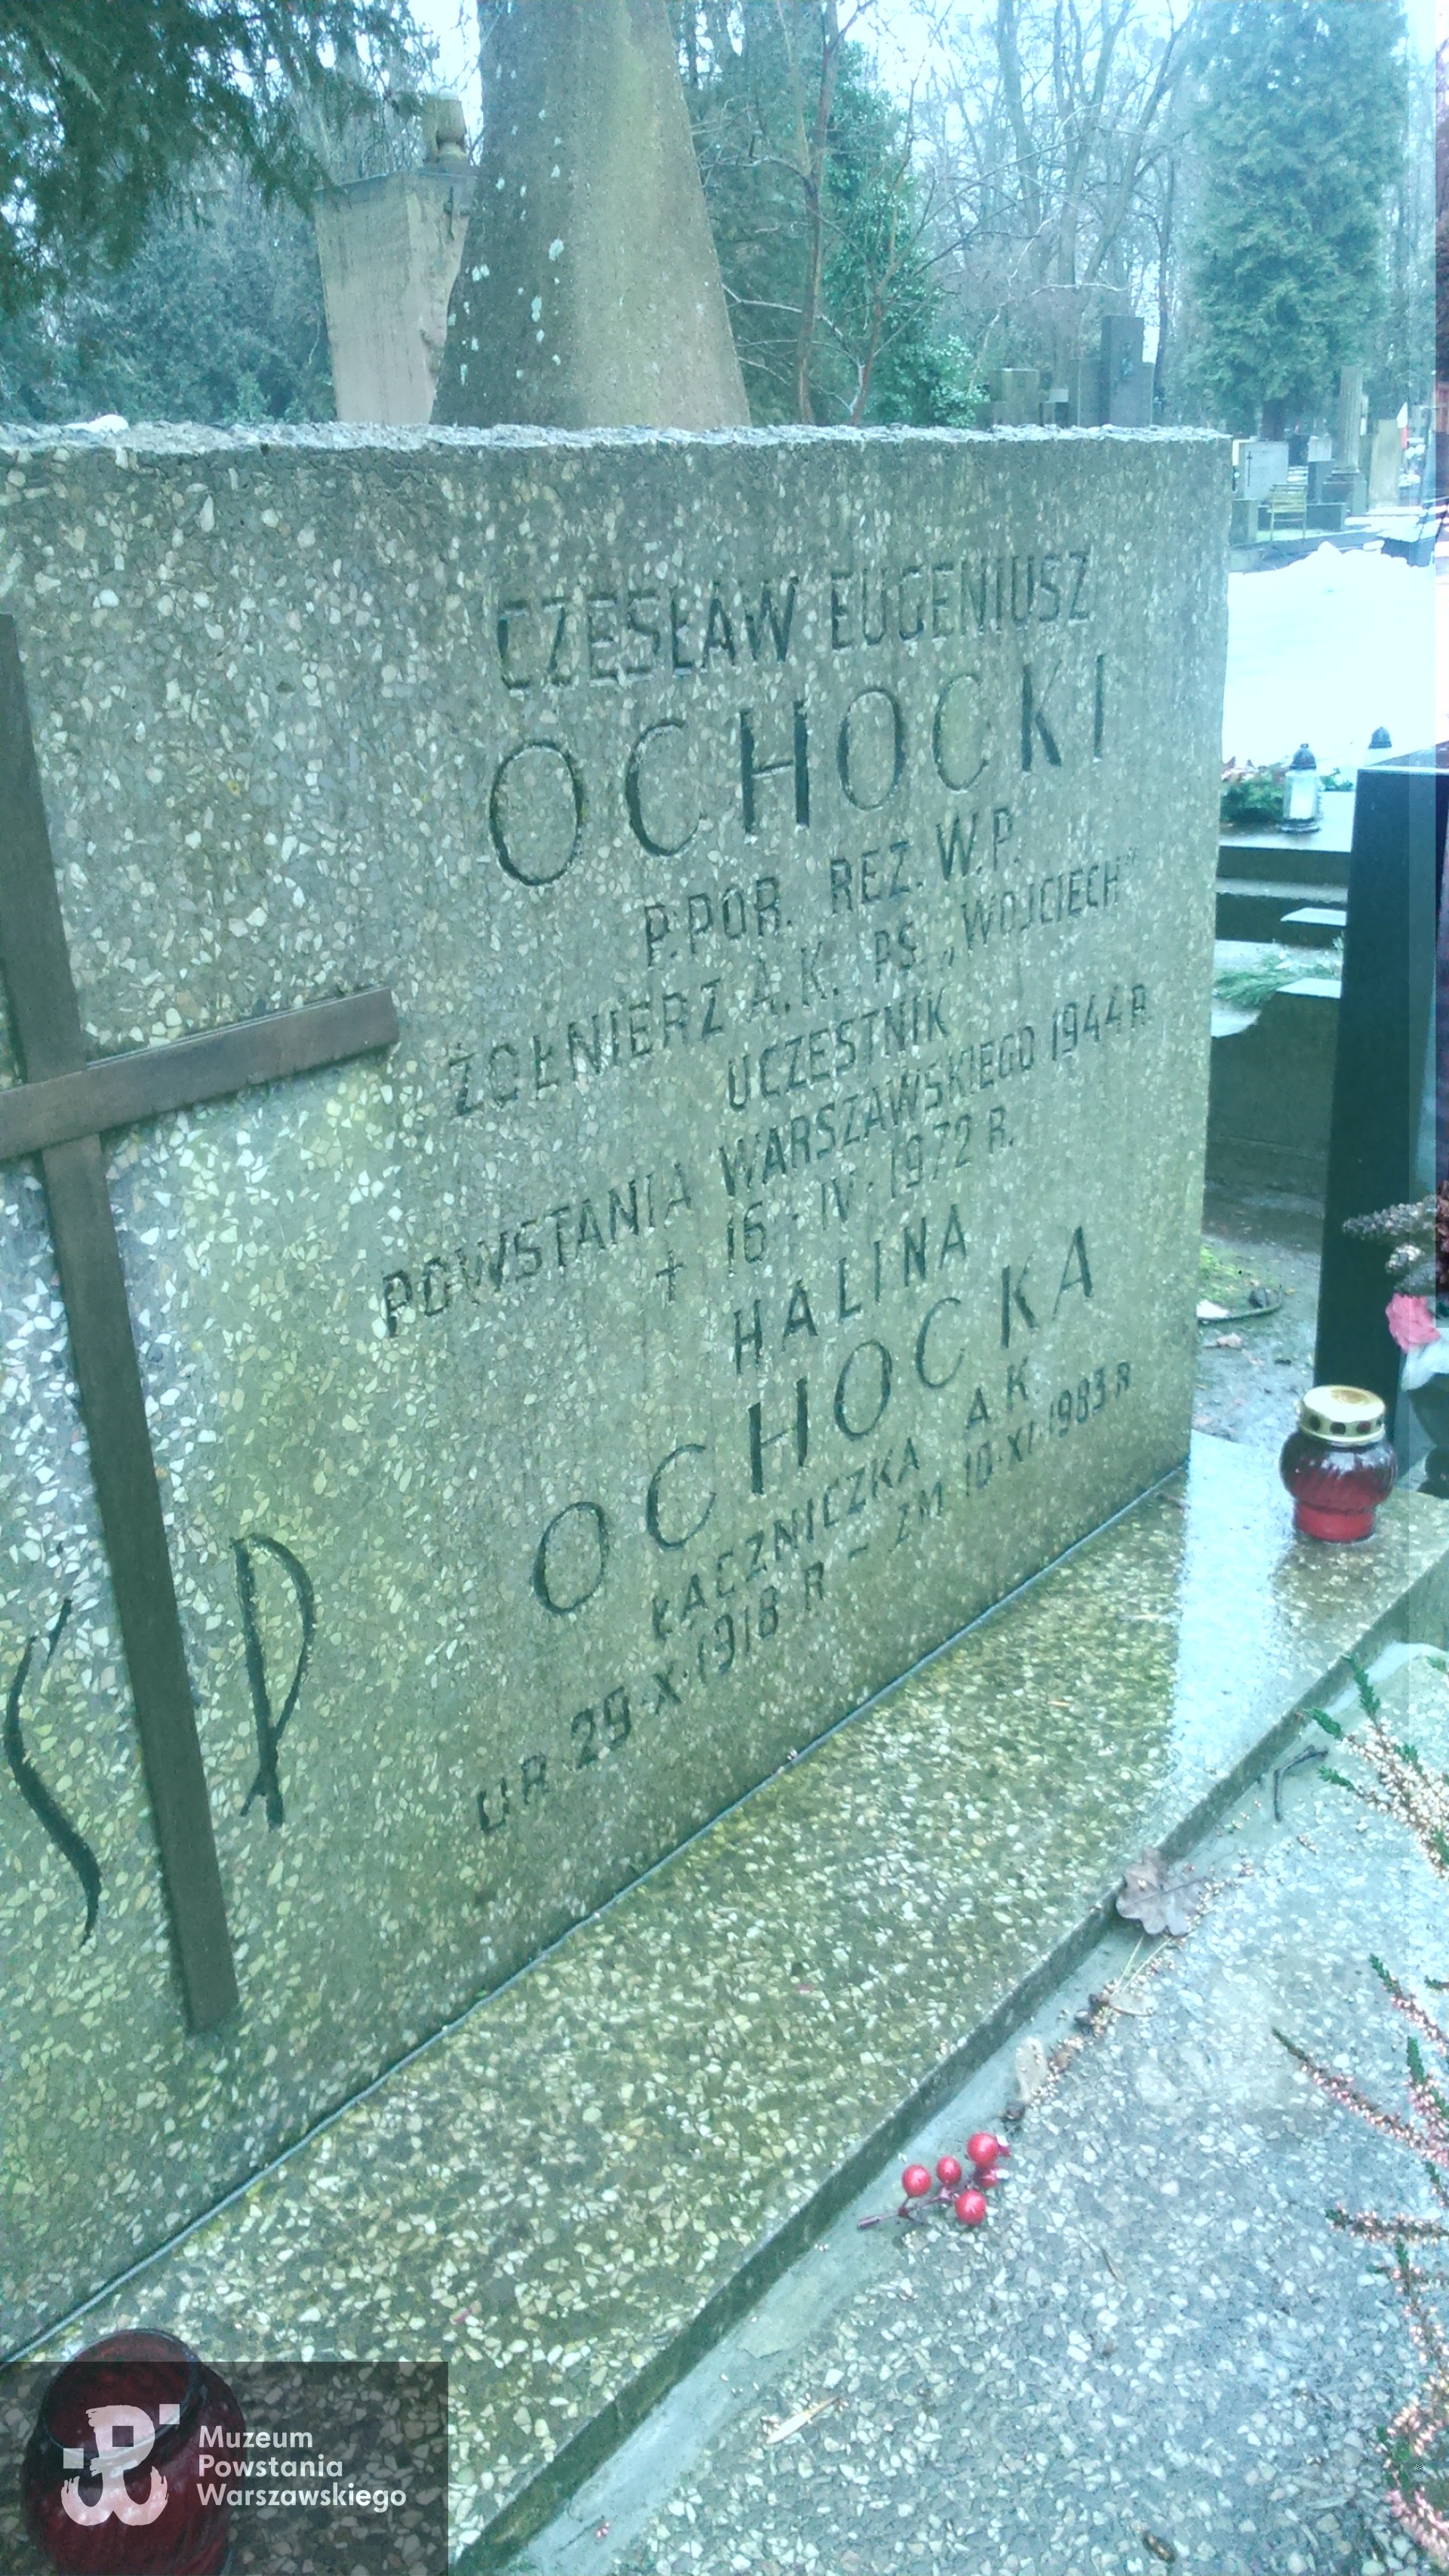 CZESŁAW EUGENIUSZ
OCHOCKI
P.POR. REZ. W.P.
ŻOŁNIERZ A.K. PS. „WOJCIECH"
UCZESTNIK
POWSTANIA WARSZAWSKIEGO 1944 R.
† 16 · IV · 1972 R.
HALINA
OCHOCKA
ŁĄCZNICZKA A.K.
UR 29·X·1918 R – ZM 10·XI·1983 R
Ś P
Muzeum
Powstania
Warszawskiego